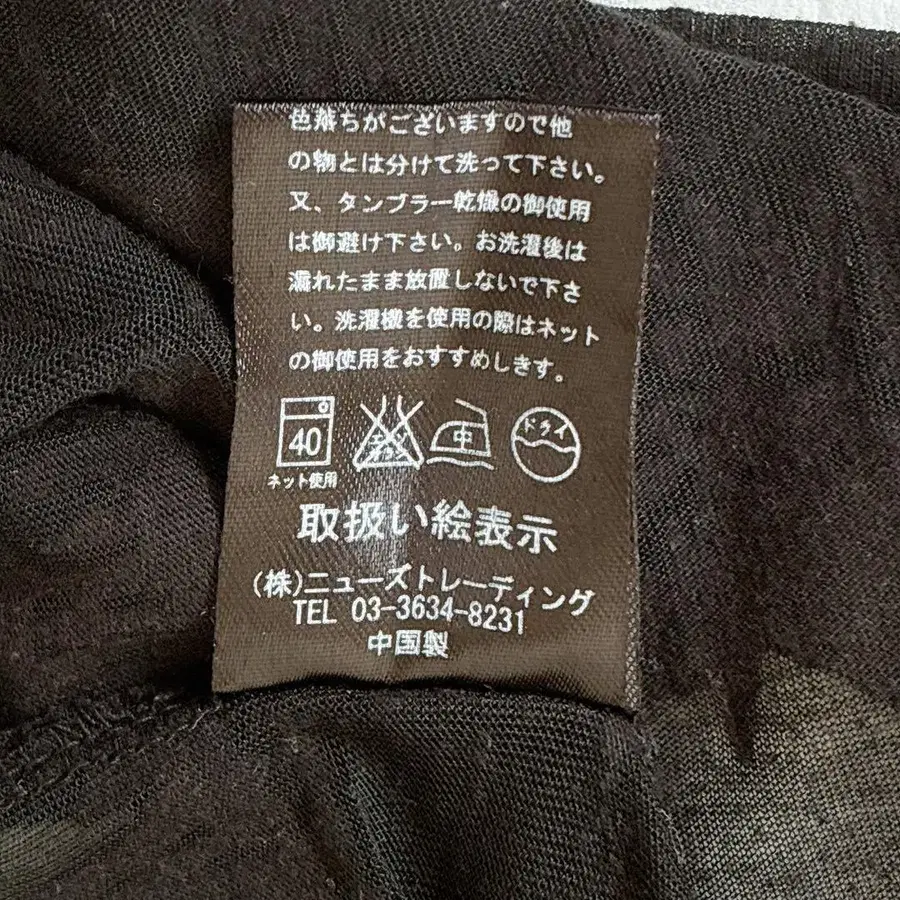 色落ちがございますので他
の物とは分けて洗って下さい。
又、タンブラー乾燥の御使用
は御避け下さい。お洗濯後は
濡れたまま放置しないで下さ
い。洗濯機を使用の際はネット
の御使用をおすすめしきす。
40
エンソ
サラシ
中
ドライ
ネット使用
取扱い絵表示
(株)ニューズトレーディング
TEL 03-3634-8231
中国製